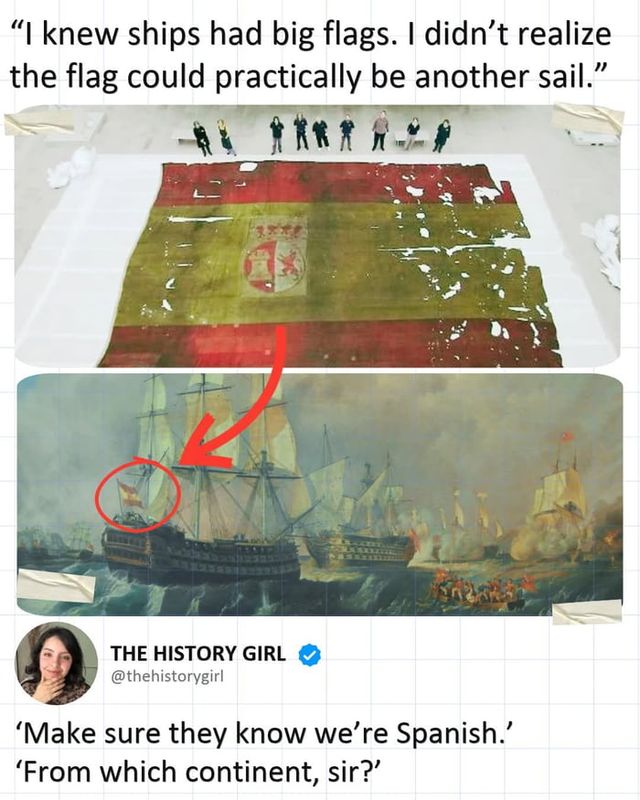 “I knew ships had big flags. I didn’t realize
the flag could practically be another sail.”
THE HISTORY GIRL
@thehistorygirl
‘Make sure they know we’re Spanish.’
‘From which continent, sir?’